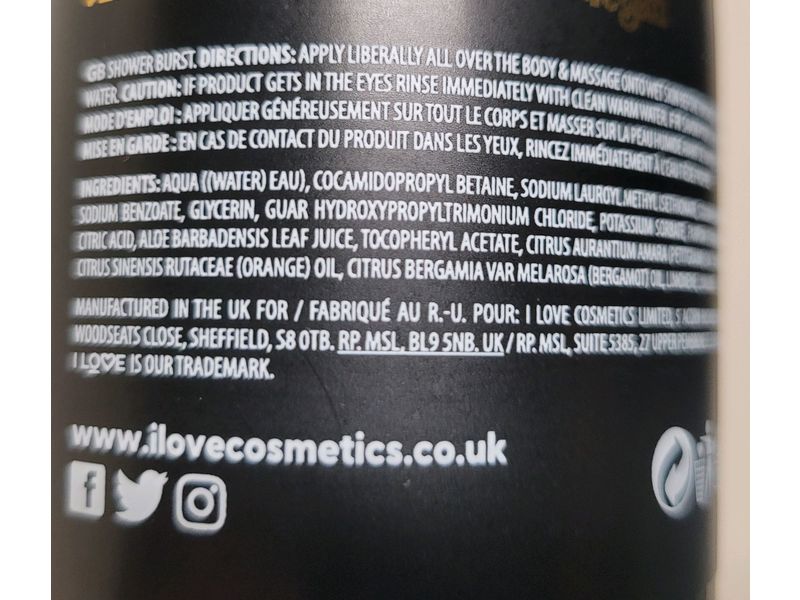 GB SHOWER BURST. DIRECTIONS: APPLY LIBERALLY ALL OVER THE BODY & MASSAGE ONTO WET
WATER. CAUTION: IF PRODUCT GETS IN THE EYES RINSE IMMEDIATELY WITH CLEAN WARM WATER.
MODE D'EMPLOI : APPLIQUER GÉNÉREUSEMENT SUR TOUT LE CORPS ET MASSER SUR LA PEAU
MISE EN GARDE : EN CAS DE CONTACT DU PRODUIT DANS LES YEUX, RINCEZ IMMÉDIATEMENT À
INGREDIENTS: AQUA ((WATER) EAU), COCAMIDOPROPYL BETAINE, SODIUM LAUROYL METHYL
SODIUM BENZOATE, GLYCERIN, GUAR HYDROXYPROPYLTRIMONIUM CHLORIDE, POTASSIUM
CITRIC ACID, ALOE BARBADENSIS LEAF JUICE, TOCOPHERYL ACETATE, CITRUS AURANTIUM AMARA
CITRUS SINENSIS RUTACEAE (ORANGE) OIL, CITRUS BERGAMIA VAR MELAROSA (BERGAMOT) OIL,
MANUFACTURED IN THE UK FOR / FABRIQUÉ AU R.-U. POUR: I LOVE COSMETICS LIMITED,
WOODSEATS CLOSE, SHEFFIELD, S8 0TB. RP. MSL. BL9 5NB. UK / RP. MSL, SUITE 5385, 27 UPPER
I LOVE IS OUR TRADEMARK.
www.ilovecosmetics.co.uk